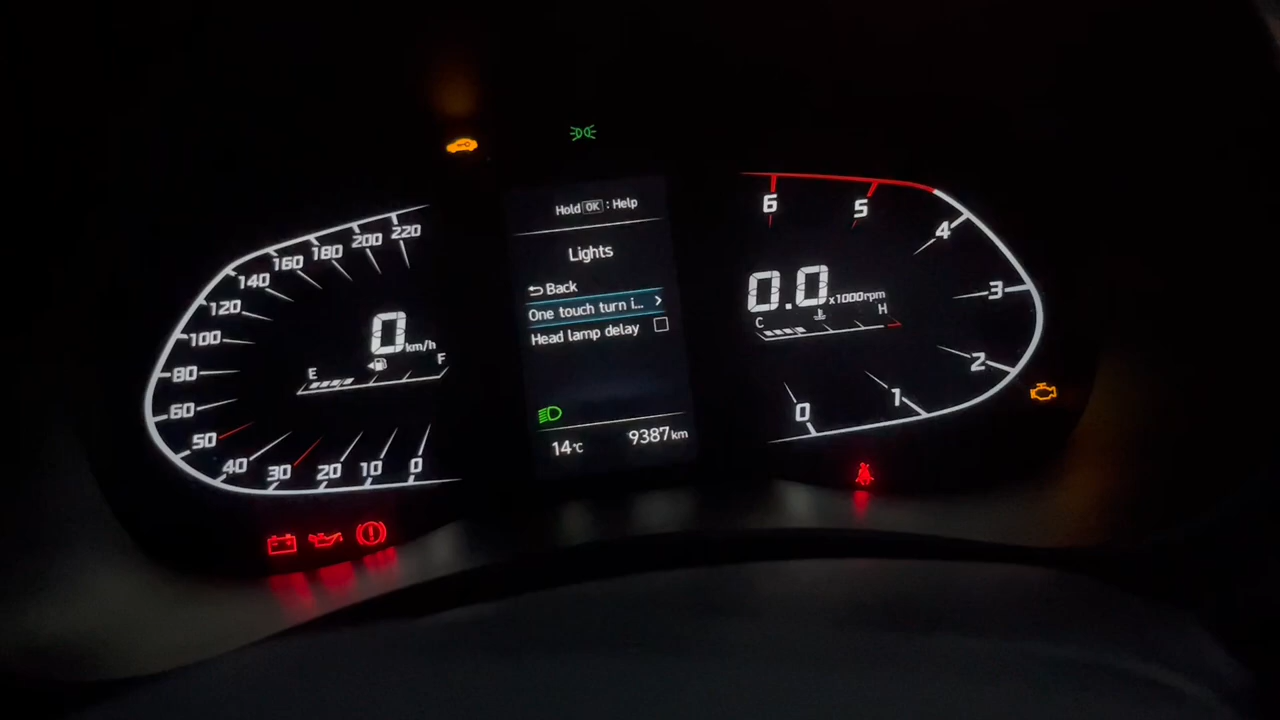 Hold OK : Help
Lights
Back
One touch turn i... >
Head lamp delay
14°C
9387 km
220
200
180
160
140
120
100
80
60
50
40
30
20
10
0
0 km/h
E F
6
5
4
3
2
1
0
0.0 x1000rpm
C H